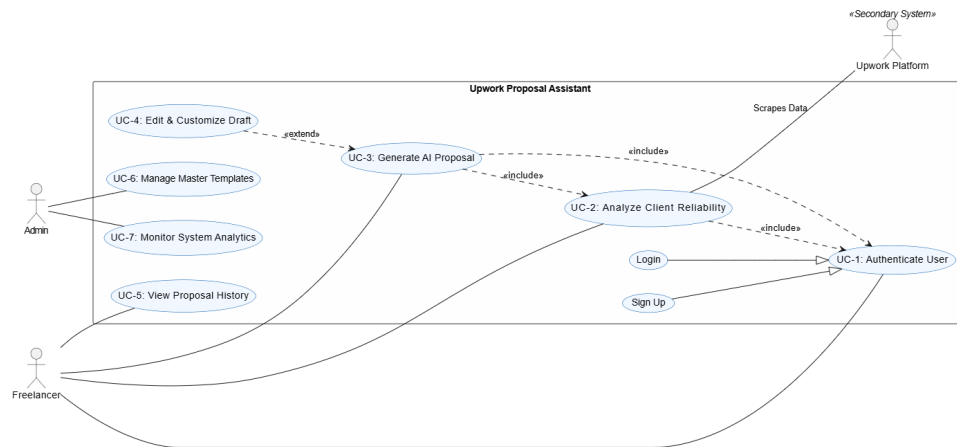 «Secondary System»
Upwork Platform
Upwork Proposal Assistant
Scrapes Data
UC-4: Edit & Customize Draft
«extend»
UC-3: Generate AI Proposal
«include»
«include»
UC-6: Manage Master Templates
UC-2: Analyze Client Reliability
Admin
UC-7: Monitor System Analytics
«include»
Login
UC-1: Authenticate User
UC-5: View Proposal History
Sign Up
Freelancer